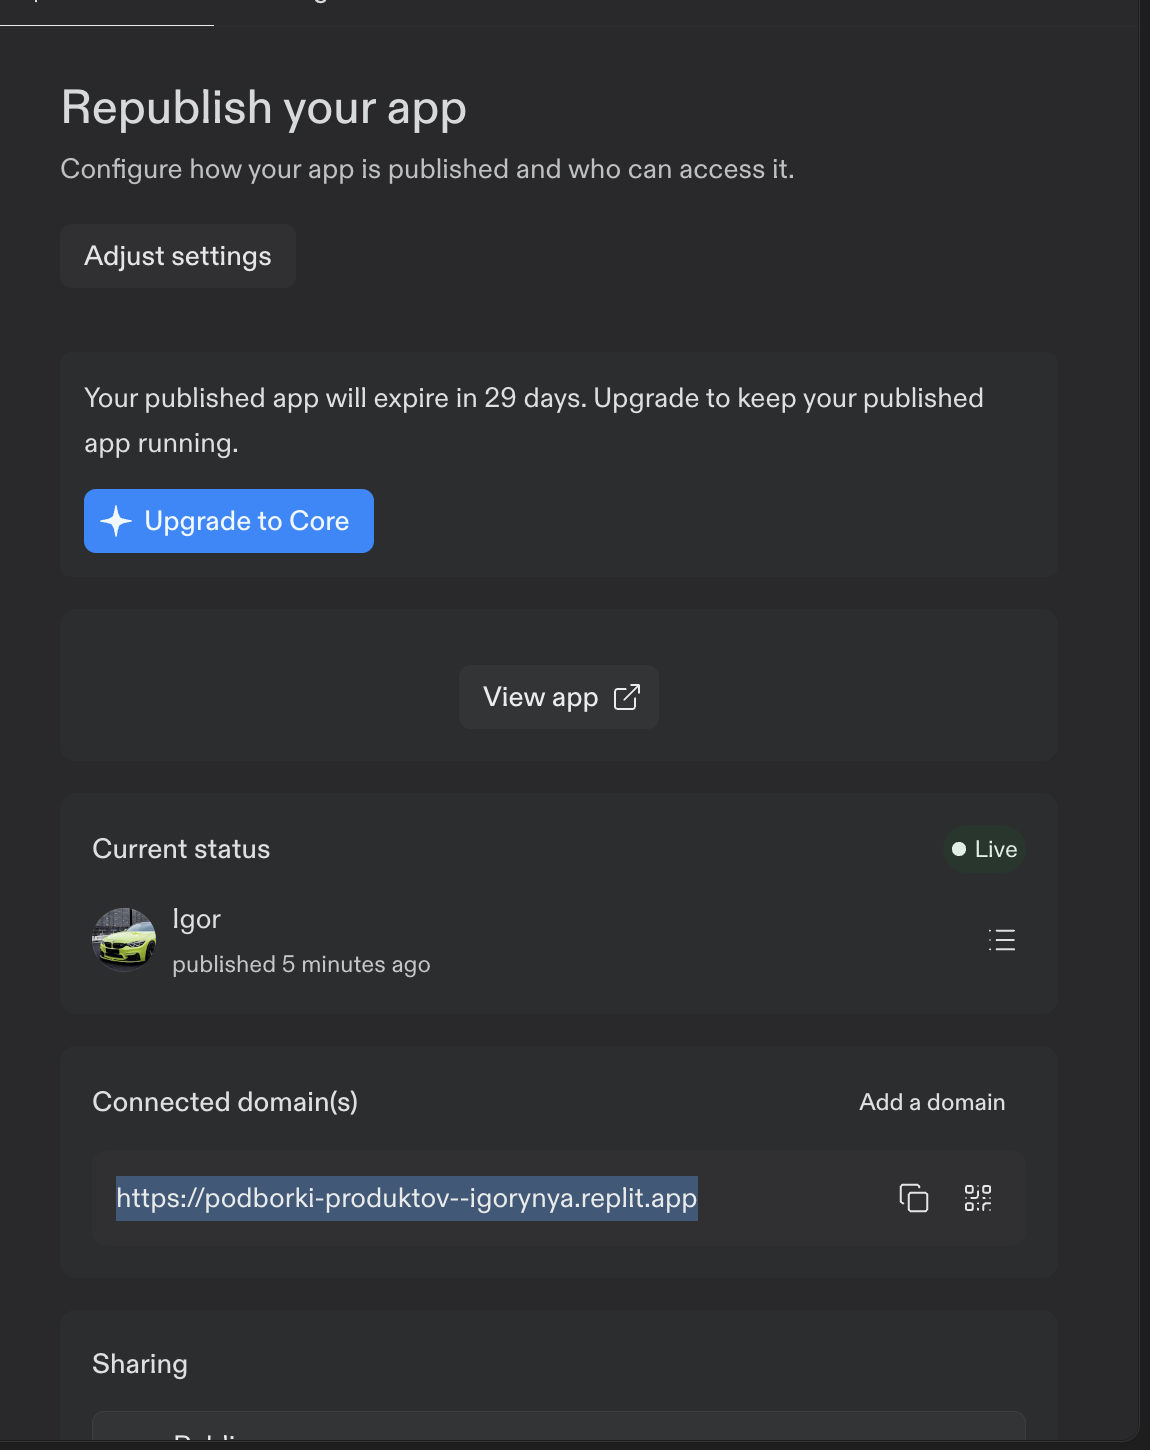 Republish your app
Configure how your app is published and who can access it.
Adjust settings
Your published app will expire in 29 days. Upgrade to keep your published
app running.
Upgrade to Core
View app
Current status
Live
Igor
published 5 minutes ago
Connected domain(s)
Add a domain
https://podborki-produktov--igorynya.replit.app
Sharing